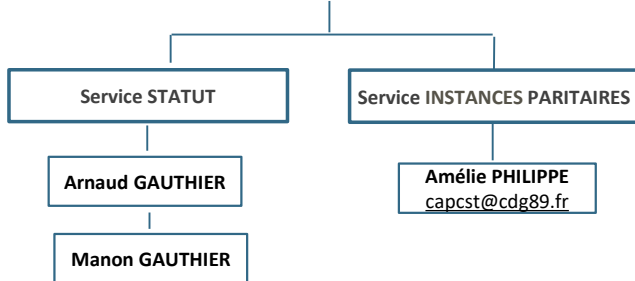 Service STATUT
Service INSTANCES PARITAIRES
Arnaud GAUTHIER
Amélie PHILIPPE
capcst@cdg89.fr
Manon GAUTHIER